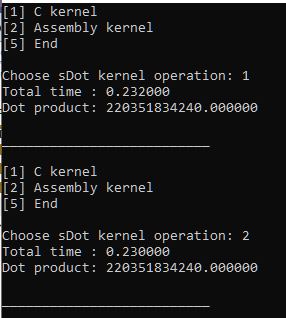 [1] C kernel
[2] Assembly kernel
[5] End
Choose sDot kernel operation: 1
Total time : 0.232000
Dot product: 220351834240.000000
__________________________
[1] C kernel
[2] Assembly kernel
[5] End
Choose sDot kernel operation: 2
Total time : 0.230000
Dot product: 220351834240.000000
__________________________